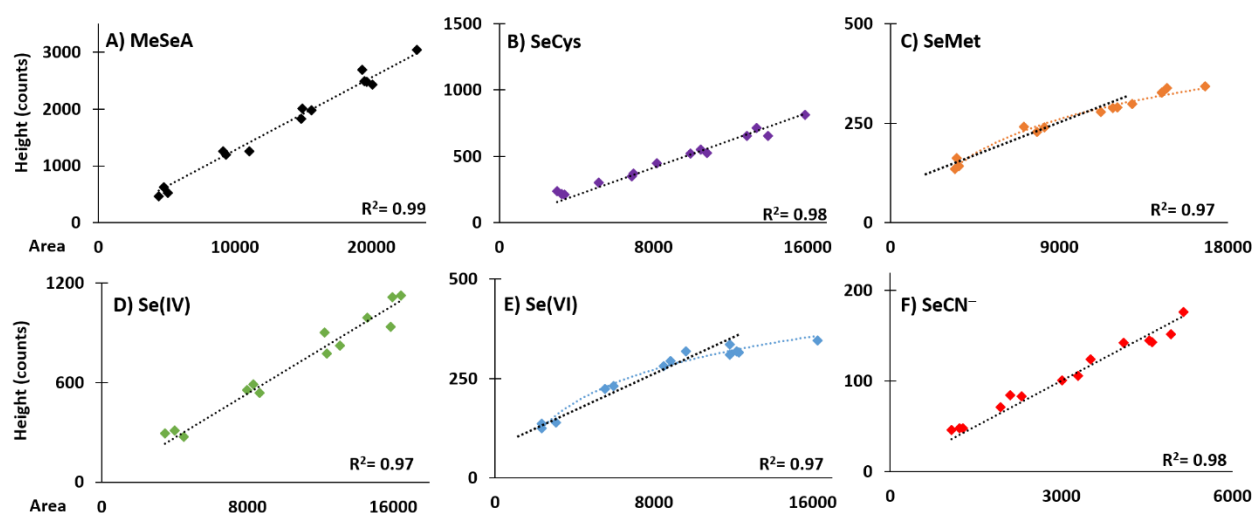 A) MeSeA
Height (counts)
3000
2000
1000
0
R²= 0.99
Area
0
10000
20000
B) SeCys
1500
1000
500
0
R²= 0.98
0
8000
16000
C) SeMet
500
250
0
R²= 0.97
0
9000
18000
D) Se(IV)
Height (counts)
1200
600
0
R²= 0.97
Area
0
8000
16000
E) Se(VI)
500
250
0
R²= 0.97
0
8000
16000
F) SeCN⁻
200
100
0
R²= 0.98
0
3000
6000